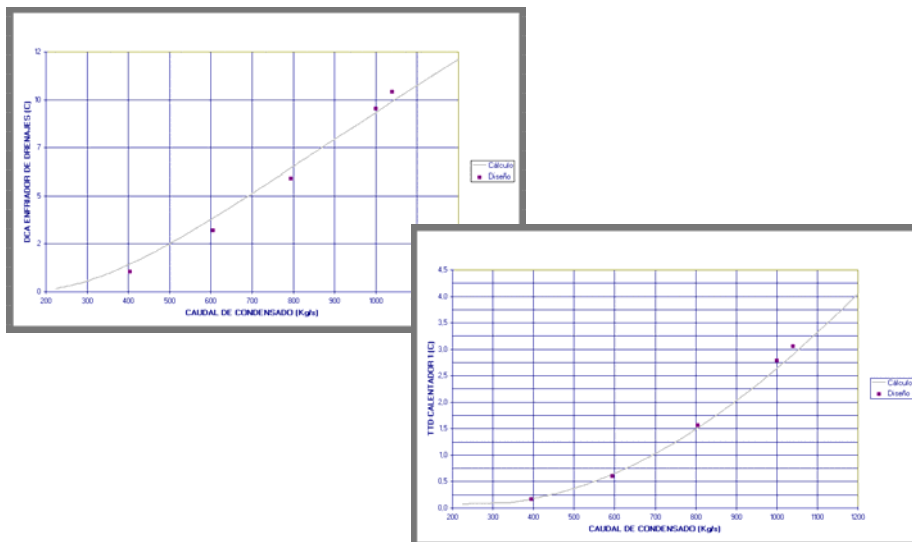 12
10
7
5
2
0
DCA ENFRIADOR DE DRENAJES (C)
200 300 400 500 600 700 800 900 1000
CAUDAL DE CONDENSADO (Kg/s)
Cálculo
Diseño
4,5
4,0
3,5
3,0
2,5
2,0
1,5
1,0
0,5
0,0
TTD CALENTADOR 1 (C)
200 300 400 500 600 700 800 900 1000 1100 1200
CAUDAL DE CONDENSADO (Kg/s)
Cálculo
Diseño